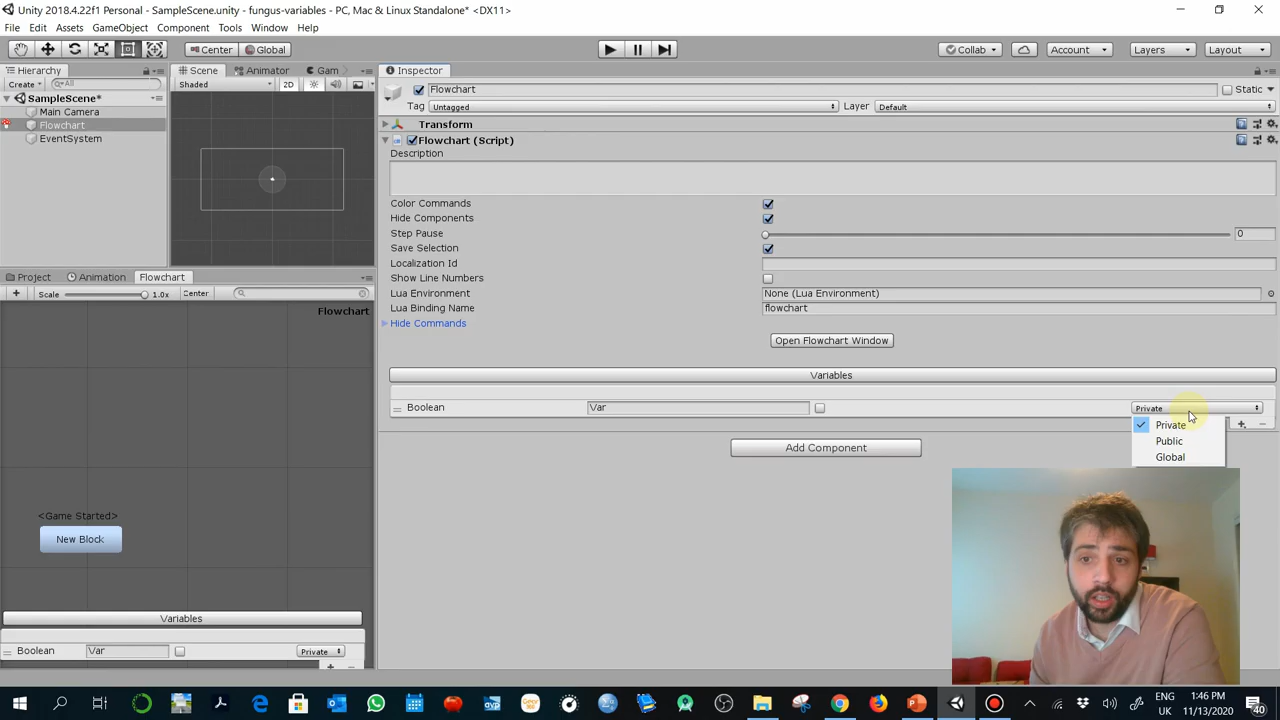 Unity 2018.4.22f1 Personal - SampleScene.unity - fungus-variables - PC, Mac & Linux Standalone* <DX11>
File Edit Assets GameObject Component Tools Window Help
Center Global Collab Account Layers Layout
Hierarchy Scene Animator Gam Inspector
Create All Shaded 2D Flowchart Static
SampleScene* Tag Untagged Layer Default
Main Camera
Flowchart Transform
EventSystem Flowchart (Script)
Description
Color Commands
Hide Components
Step Pause 0
Save Selection
Localization Id
Show Line Numbers
Project Animation Flowchart
Scale 1.0x Center Lua Environment None (Lua Environment)
Flowchart Lua Binding Name flowchart
Hide Commands
Open Flowchart Window
Variables
Boolean Var Private
Private
Public
Global
Add Component
<Game Started>
New Block
Variables
Boolean Var Private
ENG 1:46 PM
UK 11/13/2020 40